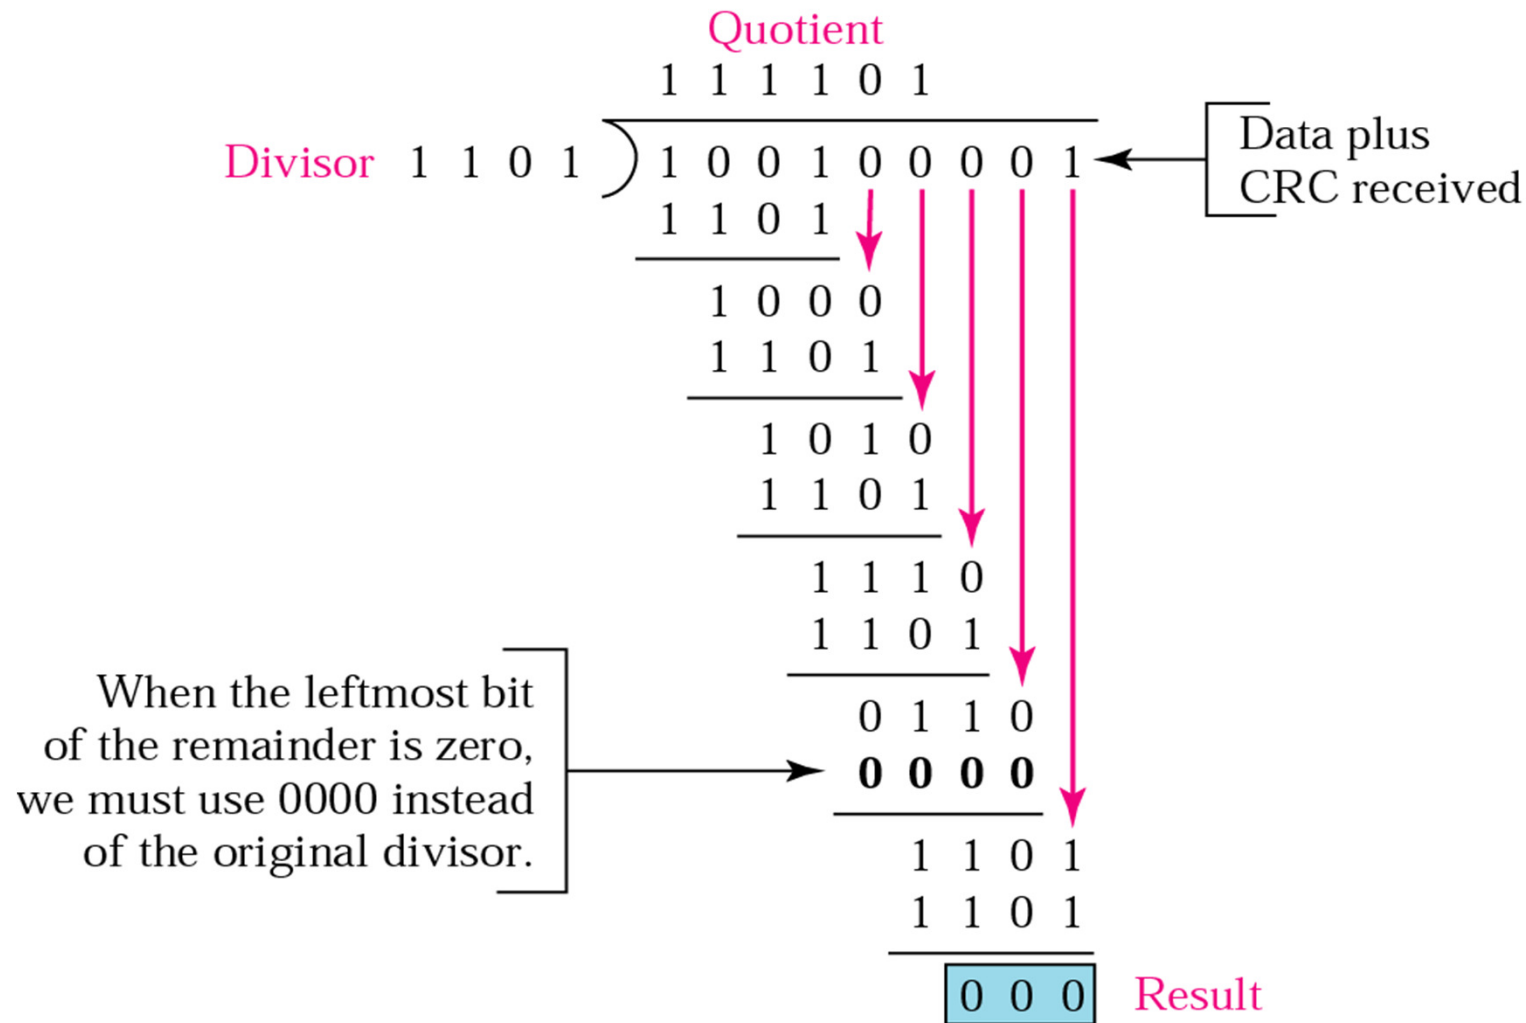 Quotient
1 1 1 1 0 1
Divisor 1 1 0 1 1 0 0 1 0 0 0 0 1
Data plus
CRC received
1 1 0 1
1 0 0 0
1 1 0 1
1 0 1 0
1 1 0 1
1 1 1 0
1 1 0 1
When the leftmost bit
of the remainder is zero,
we must use 0000 instead
of the original divisor.
0 1 1 0
0 0 0 0
1 1 0 1
1 1 0 1
0 0 0 Result